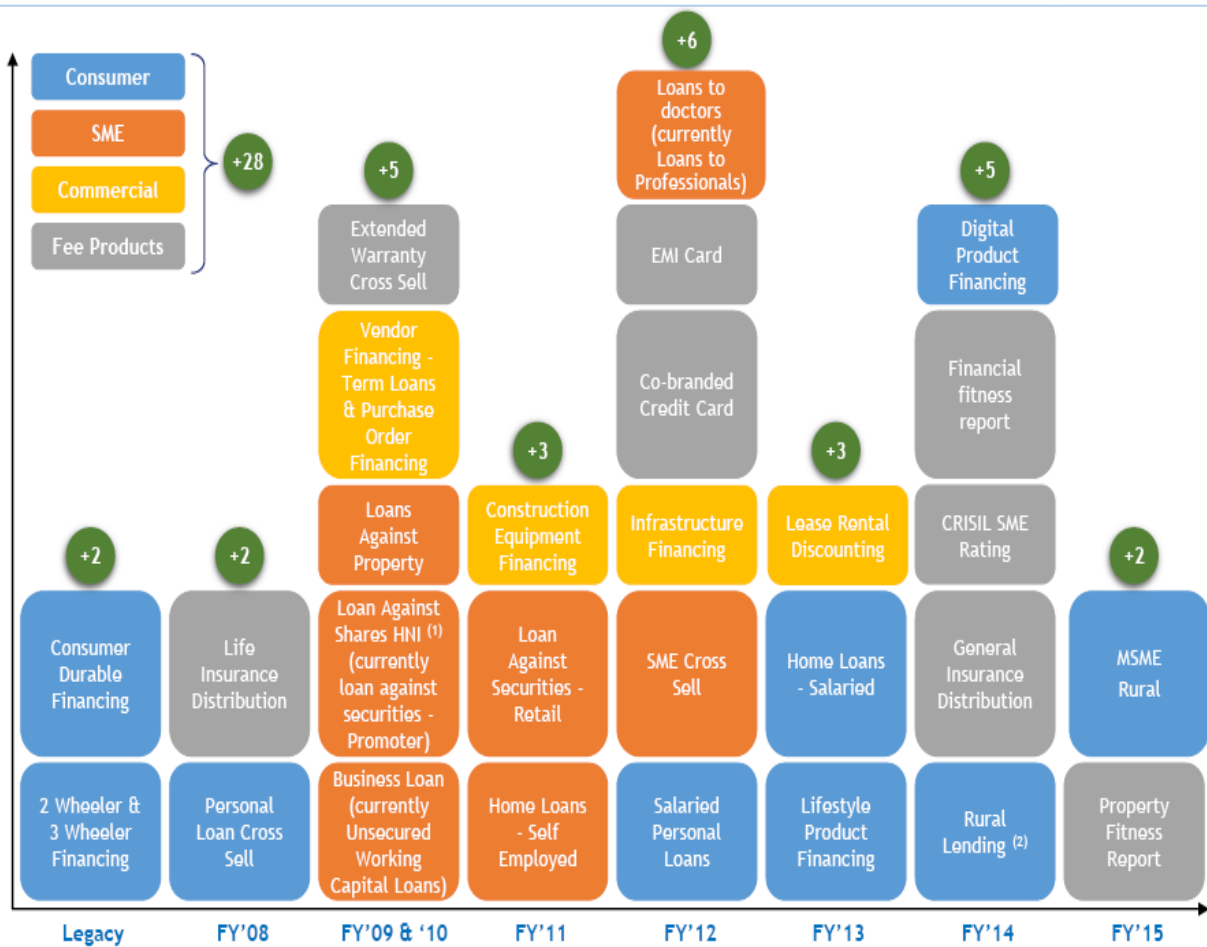 Consumer
SME
Commercial
Fee Products
+28
+2
Consumer
Durable
Financing
2 Wheeler &
3 Wheeler
Financing
Legacy
+2
Life
Insurance
Distribution
Personal
Loan Cross
Sell
FY'08
+5
Extended
Warranty
Cross Sell
Vendor
Financing -
Term Loans
& Purchase
Order
Financing
Loans
Against
Property
Loan Against
Shares HNI (1)
(currently
loan against
securities -
Promoter)
Business Loan
(currently
Unsecured
Working
Capital Loans)
FY'09 & '10
+3
Construction
Equipment
Financing
Loan
Against
Securities -
Retail
Home Loans
- Self
Employed
FY'11
+6
Loans to
doctors
(currently
Loans to
Professionals)
EMI Card
Co-branded
Credit Card
Infrastructure
Financing
SME Cross
Sell
Salaried
Personal
Loans
FY'12
+3
Lease Rental
Discounting
Home Loans
- Salaried
Lifestyle
Product
Financing
FY'13
+5
Digital
Product
Financing
Financial
fitness
report
CRISIL SME
Rating
General
Insurance
Distribution
Rural
Lending (2)
FY'14
+2
MSME
Rural
Property
Fitness
Report
FY'15